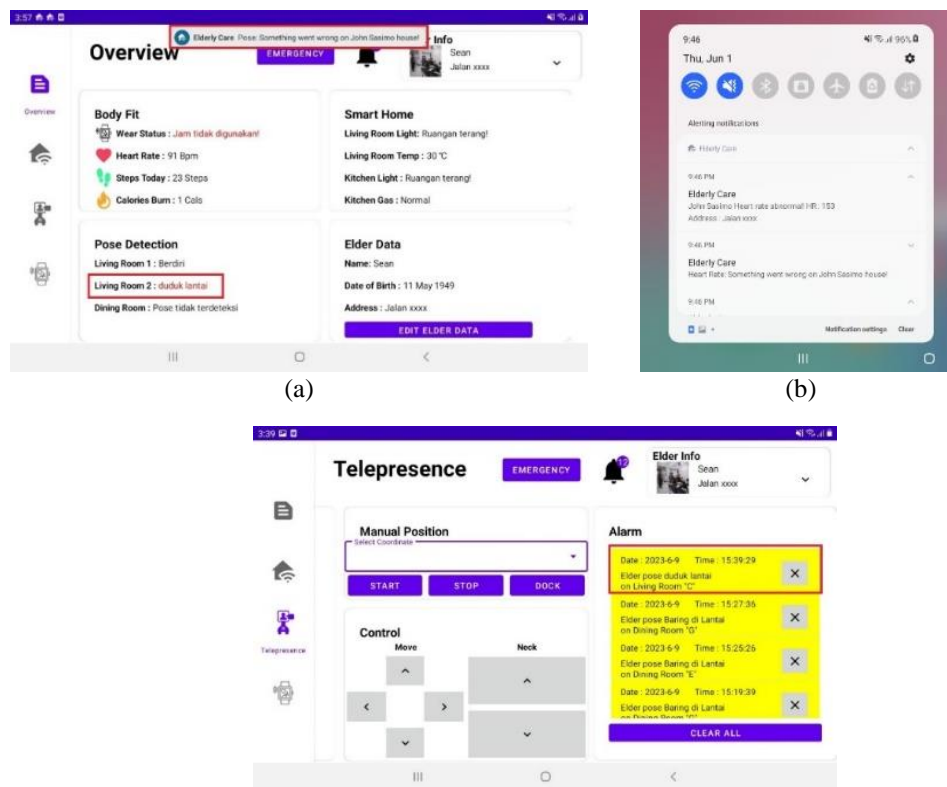 3:57
Elderly Care Pose: Something went wrong on John Sasimo house!
Overview
EMERGENCY
Info
Sean
Jalan xxxx
Overview
Body Fit
Wear Status : Jam tidak digunakan!
Heart Rate : 91 Bpm
Steps Today : 23 Steps
Calories Burn : 1 Cals
Smart Home
Living Room Light: Ruangan terang!
Living Room Temp : 30 °C
Kitchen Light : Ruangan terang!
Kitchen Gas : Normal
Pose Detection
Living Room 1 : Berdiri
Living Room 2 : duduk lantai
Dining Room : Pose tidak terdeteksi
Elder Data
Name: Sean
Date of Birth : 11 May 1949
Address : Jalan xxxx
EDIT ELDER DATA
(a)
9:46
96%
Thu, Jun 1
Alerting notifications
Elderly Care
9:46 PM
Elderly Care
John Sasimo Heart rate abnormal! HR: 153
Address : Jalan xxxx
9:46 PM
Elderly Care
Heart Rate: Something went wrong on John Sasimo house!
9:46 PM
Notification settings Clear
(b)
3:39
Telepresence
EMERGENCY
12
Elder Info
Sean
Jalan xxxx
Telepresence
Manual Position
Select Coordinate
START STOP DOCK
Control
Move Neck
Alarm
Date : 2023-6-9 Time : 15:39:29
Elder pose duduk lantai
on Living Room "C"
Date : 2023-6-9 Time : 15:27:36
Elder pose Baring di Lantai
on Dining Room "G"
Date : 2023-6-9 Time : 15:25:26
Elder pose Baring di Lantai
on Dining Room "E"
Date : 2023-6-9 Time : 15:19:39
Elder pose Baring di Lantai
on Dining Room
CLEAR ALL